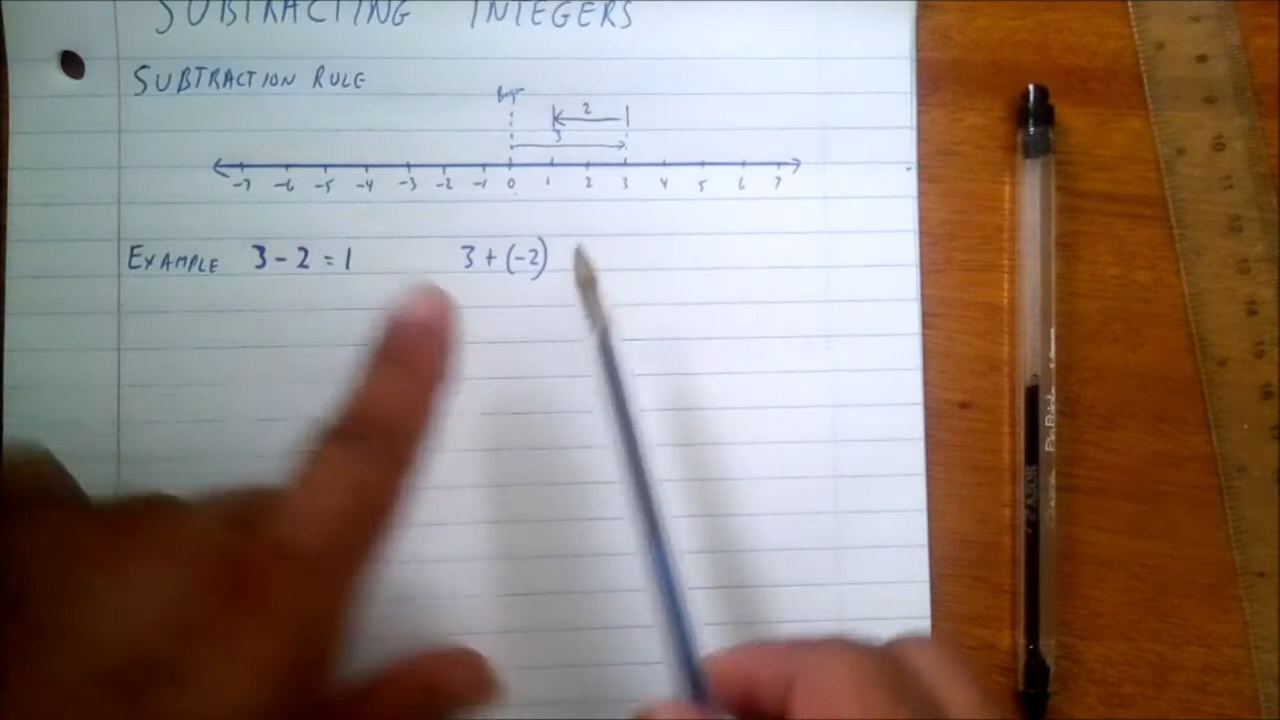 SUBTRACTING INTEGERS
SUBTRACTION RULE
2
3
-7 -6 -5 -4 -3 -2 -1 0 1 2 3 4 5 6 7
EXAMPLE 3 - 2 = 1 3 + (-2)